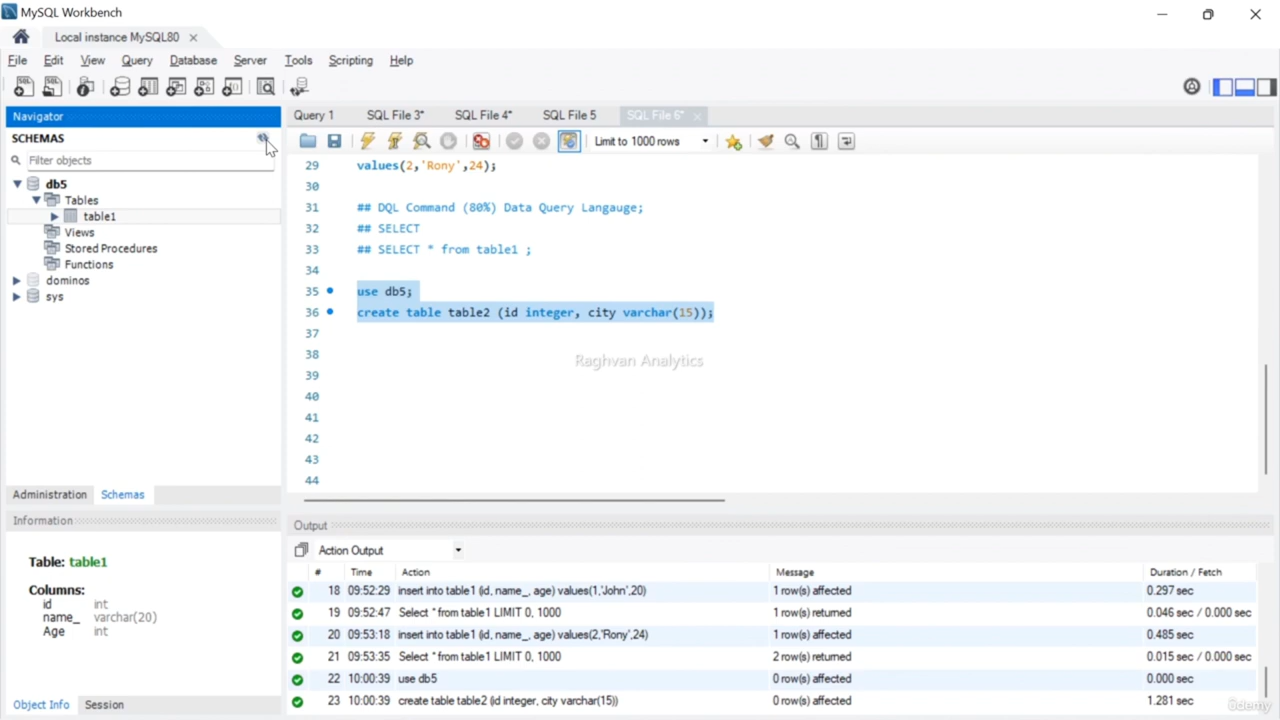 MySQL Workbench
Local instance MySQL80
File Edit View Query Database Server Tools Scripting Help
Navigator
SCHEMAS
Filter objects
db5
Tables
table1
Views
Stored Procedures
Functions
dominos
sys
Administration Schemas
Information
Table: table1
Columns:
id int
name_ varchar(20)
Age int
Object Info Session
Query 1 SQL File 3* SQL File 4* SQL File 5 SQL File 6*
Limit to 1000 rows
29 values(2,'Rony',24);
30
31 ## DQL Command (80%) Data Query Langauge;
32 ## SELECT
33 ## SELECT * from table1 ;
34
35 use db5;
36 create table table2 (id integer, city varchar(15));
37
38
39
40
41
42
43
44
Raghvan Analytics
Output
Action Output
# Time Action Message Duration / Fetch
18 09:52:29 insert into table1 (id, name_, age) values(1,'John',20) 1 row(s) affected 0.297 sec
19 09:52:47 Select * from table1 LIMIT 0, 1000 1 row(s) returned 0.046 sec / 0.000 sec
20 09:53:18 insert into table1 (id, name_, age) values(2,'Rony',24) 1 row(s) affected 0.485 sec
21 09:53:35 Select * from table1 LIMIT 0, 1000 2 row(s) returned 0.015 sec / 0.000 sec
22 10:00:39 use db5 0 row(s) affected 0.000 sec
23 10:00:39 create table table2 (id integer, city varchar(15)) 0 row(s) affected 1.281 sec
ûdemy